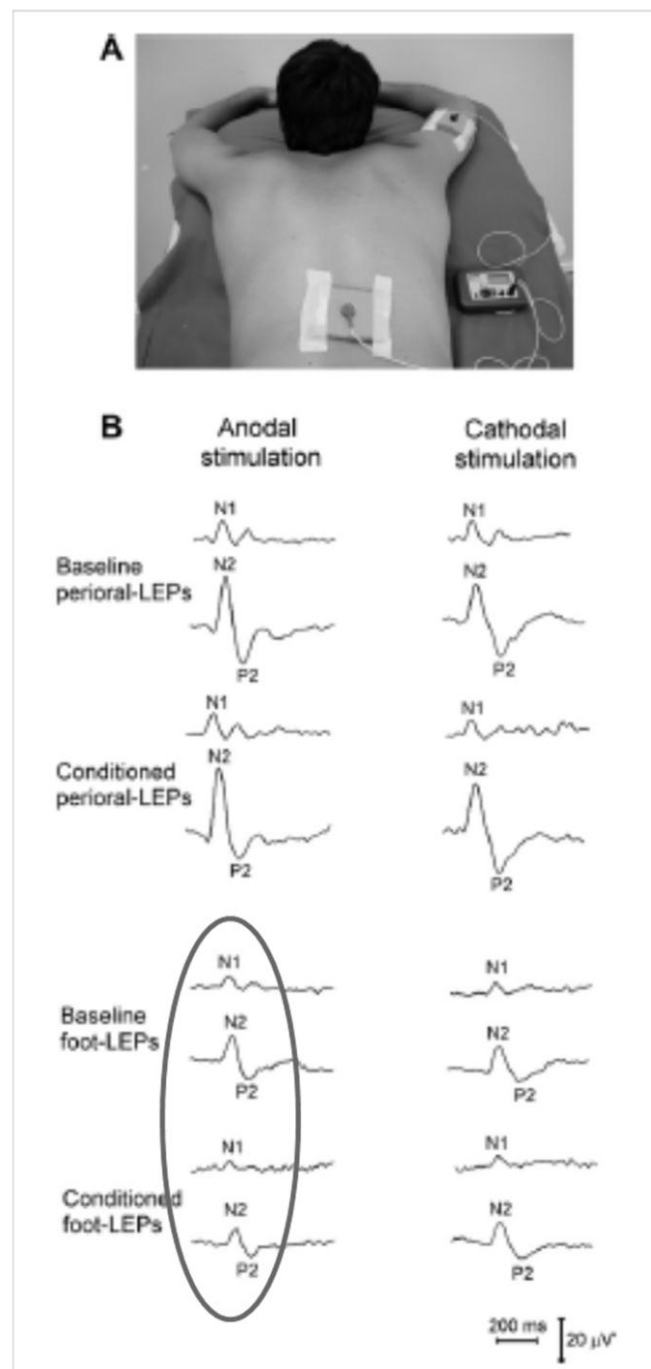 A
B
Anodal
stimulation
Cathodal
stimulation
N1
N1
Baseline
perioral-LEPs
N2
N2
P2
P2
N1
N1
Conditioned
perioral-LEPs
N2
N2
P2
P2
N1
N1
Baseline
foot-LEPs
N2
N2
P2
P2
N1
N1
Conditioned
foot-LEPs
N2
N2
P2
P2
200 ms
20 µV